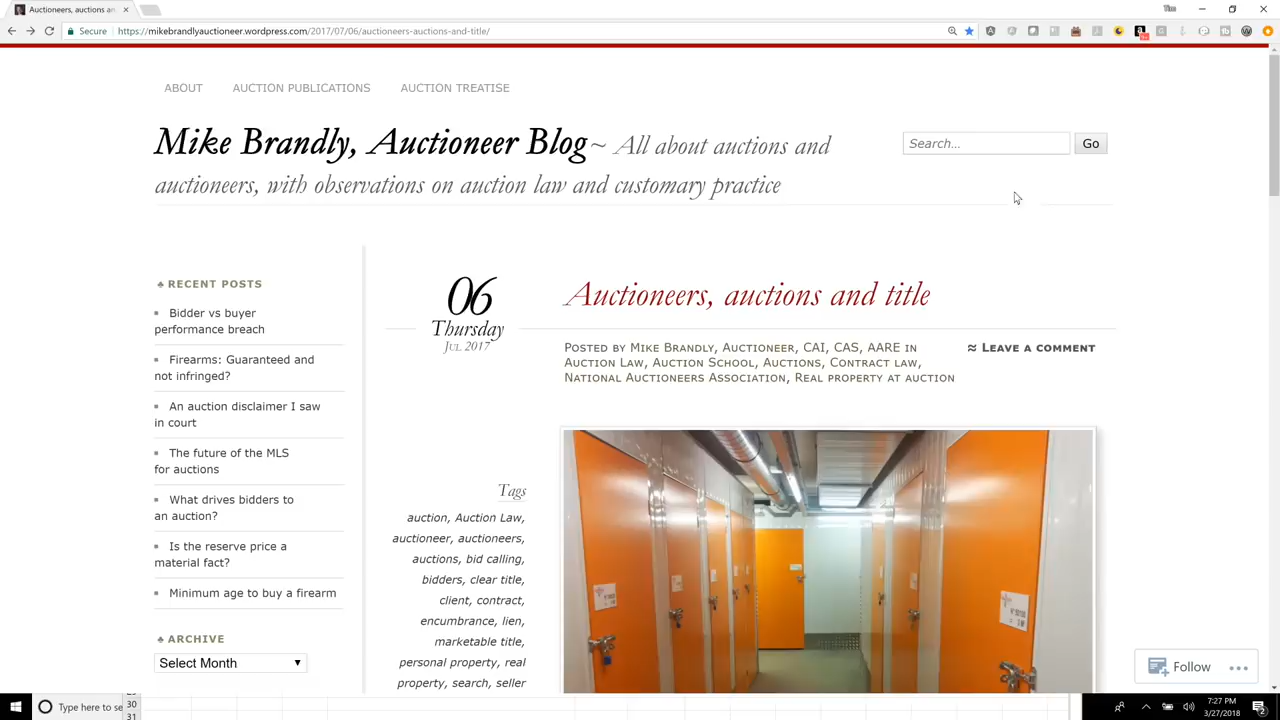 Auctioneers, auctions an
Tim
Secure
https://mikebrandlyauctioneer.wordpress.com/2017/07/06/auctioneers-auctions-and-title/
ABOUT
AUCTION PUBLICATIONS
AUCTION TREATISE
Mike Brandly, Auctioneer Blog ~ All about auctions and
auctioneers, with observations on auction law and customary practice
Search...
Go
♣ RECENT POSTS
Bidder vs buyer
performance breach
Firearms: Guaranteed and
not infringed?
An auction disclaimer I saw
in court
The future of the MLS
for auctions
What drives bidders to
an auction?
Is the reserve price a
material fact?
Minimum age to buy a firearm
♣ ARCHIVE
Select Month
06
Thursday
JUL 2017
Auctioneers, auctions and title
POSTED BY MIKE BRANDLY, AUCTIONEER, CAI, CAS, AARE IN
AUCTION LAW, AUCTION SCHOOL, AUCTIONS, CONTRACT LAW,
NATIONAL AUCTIONEERS ASSOCIATION, REAL PROPERTY AT AUCTION
≈ LEAVE A COMMENT
Tags
auction, Auction Law,
auctioneer, auctioneers,
auctions, bid calling,
bidders, clear title,
client, contract,
encumbrance, lien,
marketable title,
personal property, real
property, search, seller
Follow
Type here to se
30
31
7:27 PM
3/27/2018
2